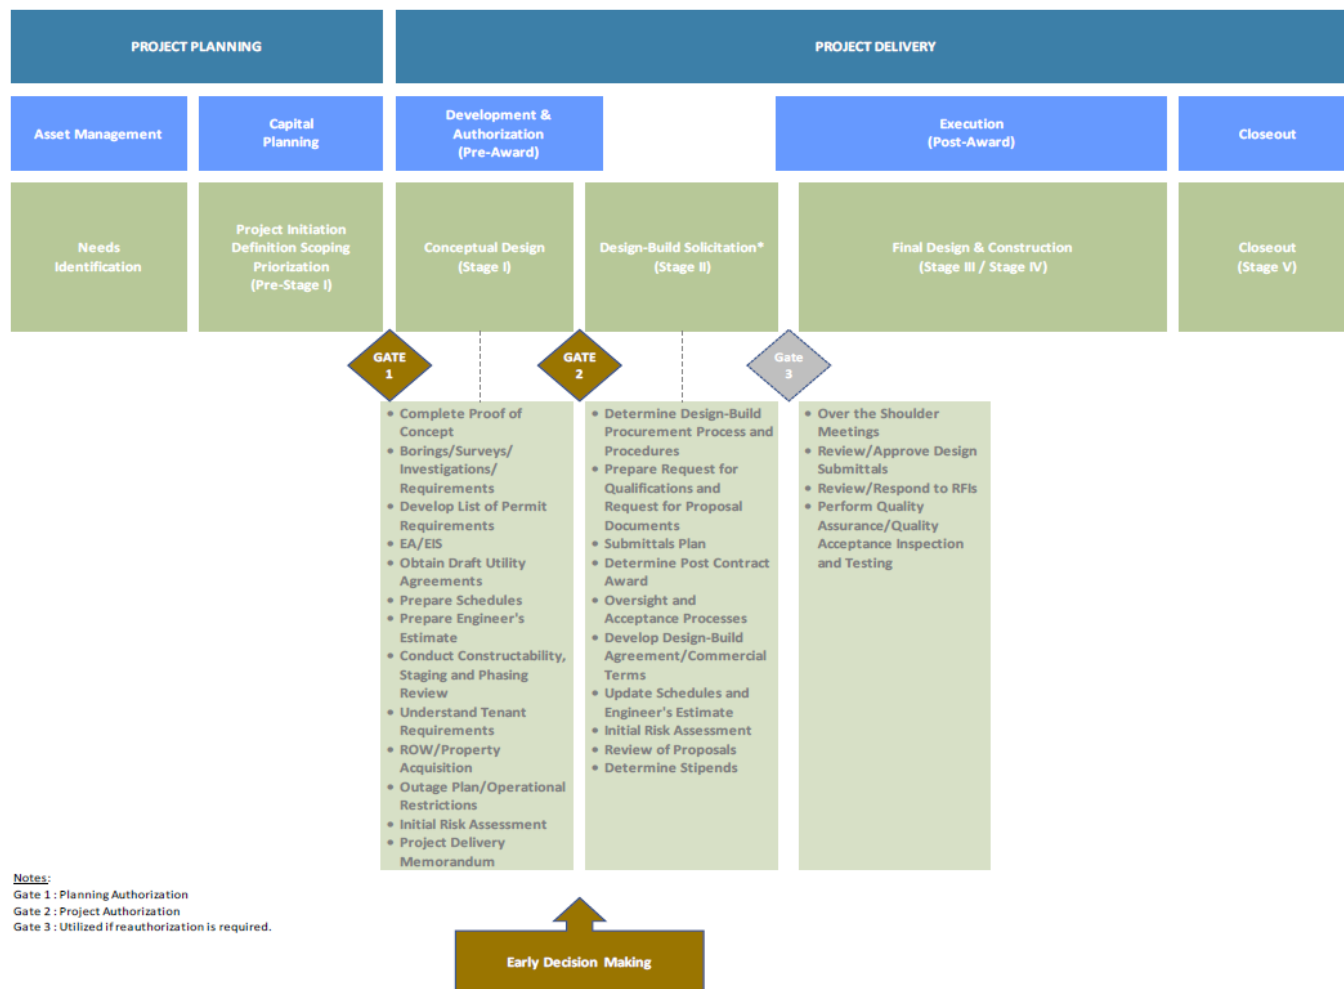 PROJECT PLANNING
PROJECT DELIVERY
Asset Management
Capital
Planning
Development &
Authorization
(Pre-Award)
Execution
(Post-Award)
Closeout
Needs
Identification
Project Initiation
Definition Scoping
Priorization
(Pre-Stage I)
Conceptual Design
(Stage I)
Design-Build Solicitation*
(Stage II)
Final Design & Construction
(Stage III / Stage IV)
Closeout
(Stage V)
GATE
1
GATE
2
Gate
3
• Complete Proof of
Concept
• Borings/Surveys/
Investigations/
Requirements
• Develop List of Permit
Requirements
• EA/EIS
• Obtain Draft Utility
Agreements
• Prepare Schedules
• Prepare Engineer's
Estimate
• Conduct Constructability,
Staging and Phasing
Review
• Understand Tenant
Requirements
• ROW/Property
Acquisition
• Outage Plan/Operational
Restrictions
• Initial Risk Assessment
• Project Delivery
Memorandum
• Determine Design-Build
Procurement Process and
Procedures
• Prepare Request for
Qualifications and
Request for Proposal
Documents
• Submittals Plan
• Determine Post Contract
Award
• Oversight and
Acceptance Processes
• Develop Design-Build
Agreement/Commercial
Terms
• Update Schedules and
Engineer's Estimate
• Initial Risk Assessment
• Review of Proposals
• Determine Stipends
• Over the Shoulder
Meetings
• Review/Approve Design
Submittals
• Review/Respond to RFIs
• Perform Quality
Assurance/Quality
Acceptance Inspection
and Testing
Notes:
Gate 1 : Planning Authorization
Gate 2 : Project Authorization
Gate 3 : Utilized if reauthorization is required.
Early Decision Making